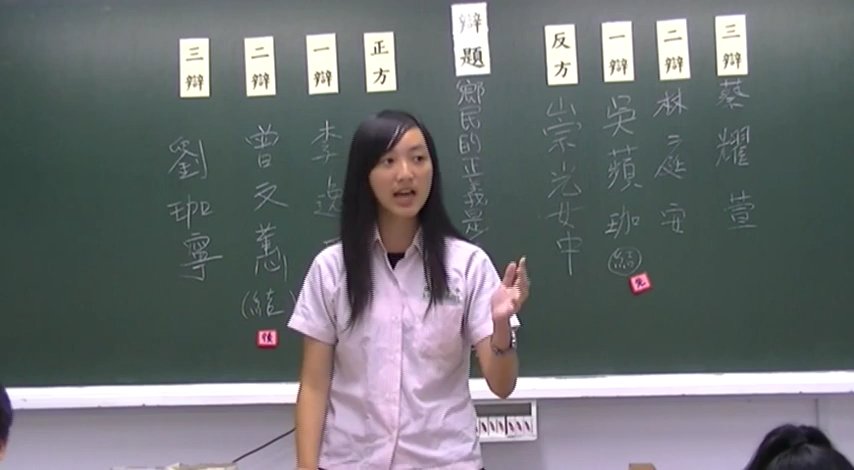 三辯
二辯
一辯
正方
辯題
反方
一辯
二辯
三辯
劉珈寧
曾文蕙
(結)
後
李逸
鄉民的正義是
崇光女中
吳蘋珈
結
先
林庭安
蔡耀萱